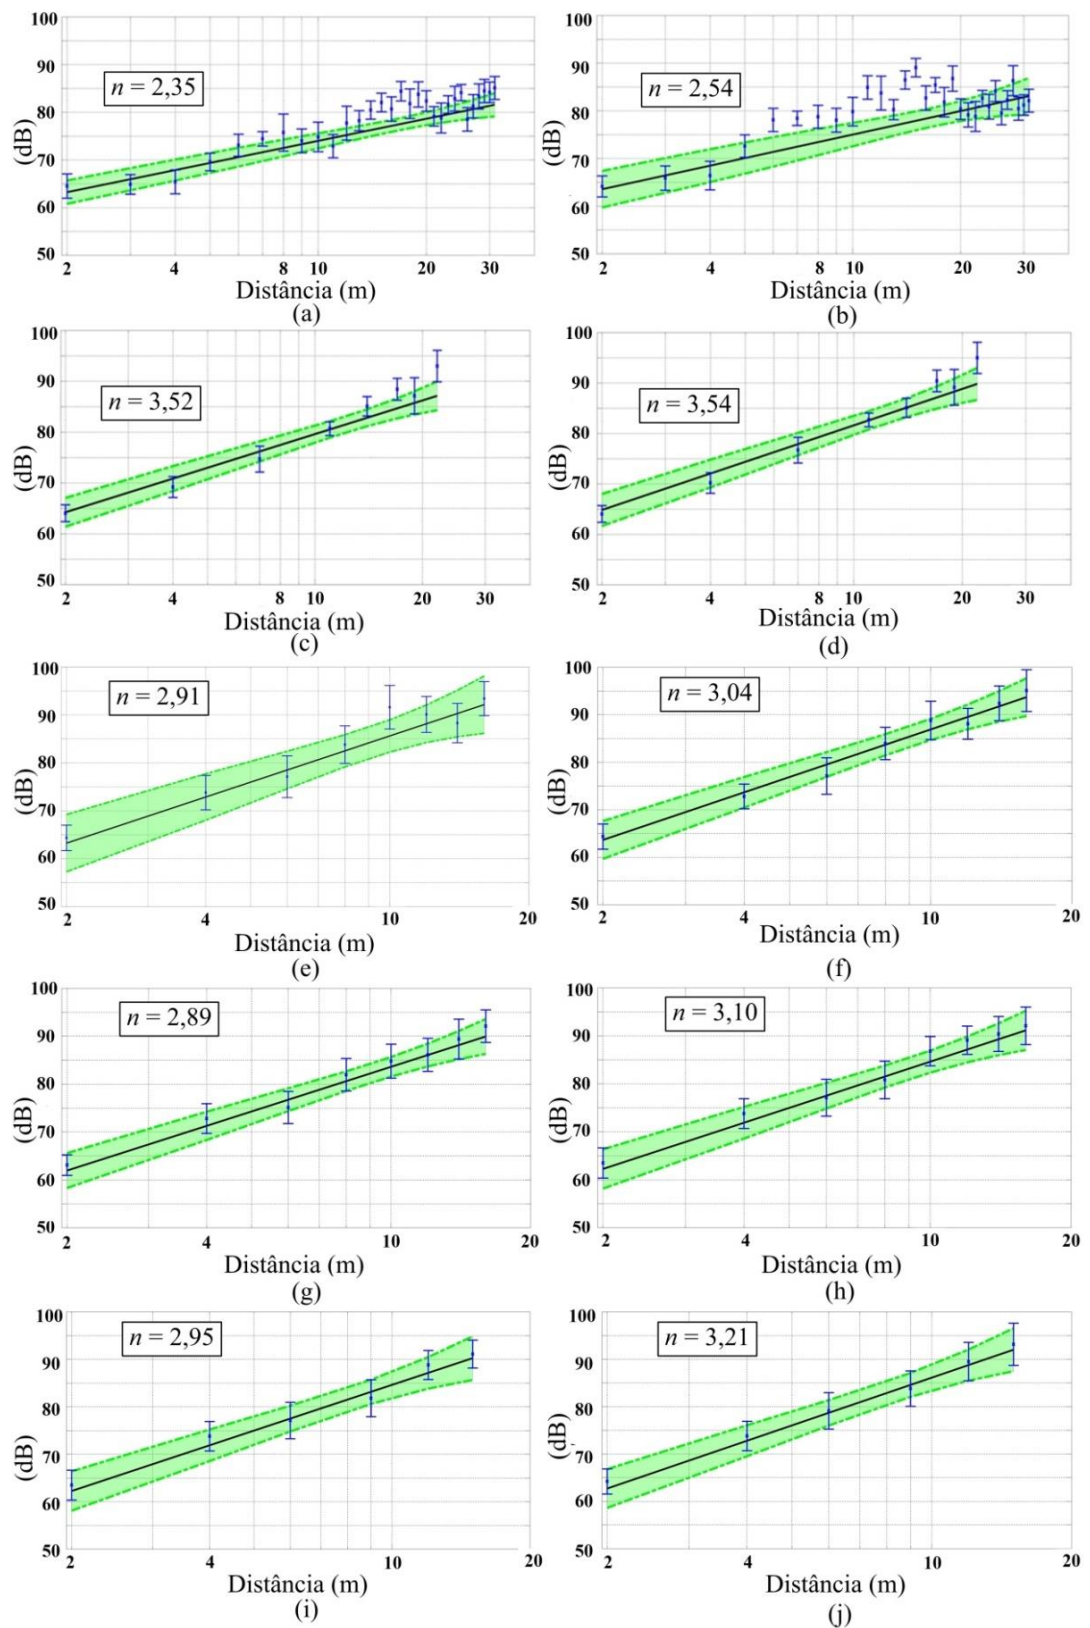 100
90
80
70
60
50
(dB)
n = 2,35
2 4 8 10 20 30
Distância (m)
(a)
100
90
80
70
60
50
(dB)
n = 2,54
2 4 8 10 20 30
Distância (m)
(b)
100
90
80
70
60
50
(dB)
n = 3,52
2 4 8 10 20 30
Distância (m)
(c)
100
90
80
70
60
50
(dB)
n = 3,54
2 4 8 10 20 30
Distância (m)
(d)
100
90
80
70
60
50
(dB)
n = 2,91
2 4 10 20
Distância (m)
(e)
100
90
80
70
60
50
(dB)
n = 3,04
2 4 10 20
Distância (m)
(f)
100
90
80
70
60
50
(dB)
n = 2,89
2 4 10 20
Distância (m)
(g)
100
90
80
70
60
50
(dB)
n = 3,10
2 4 10 20
Distância (m)
(h)
100
90
80
70
60
50
(dB)
n = 2,95
2 4 10 20
Distância (m)
(i)
100
90
80
70
60
50
(dB)
n = 3,21
2 4 10 20
Distância (m)
(j)